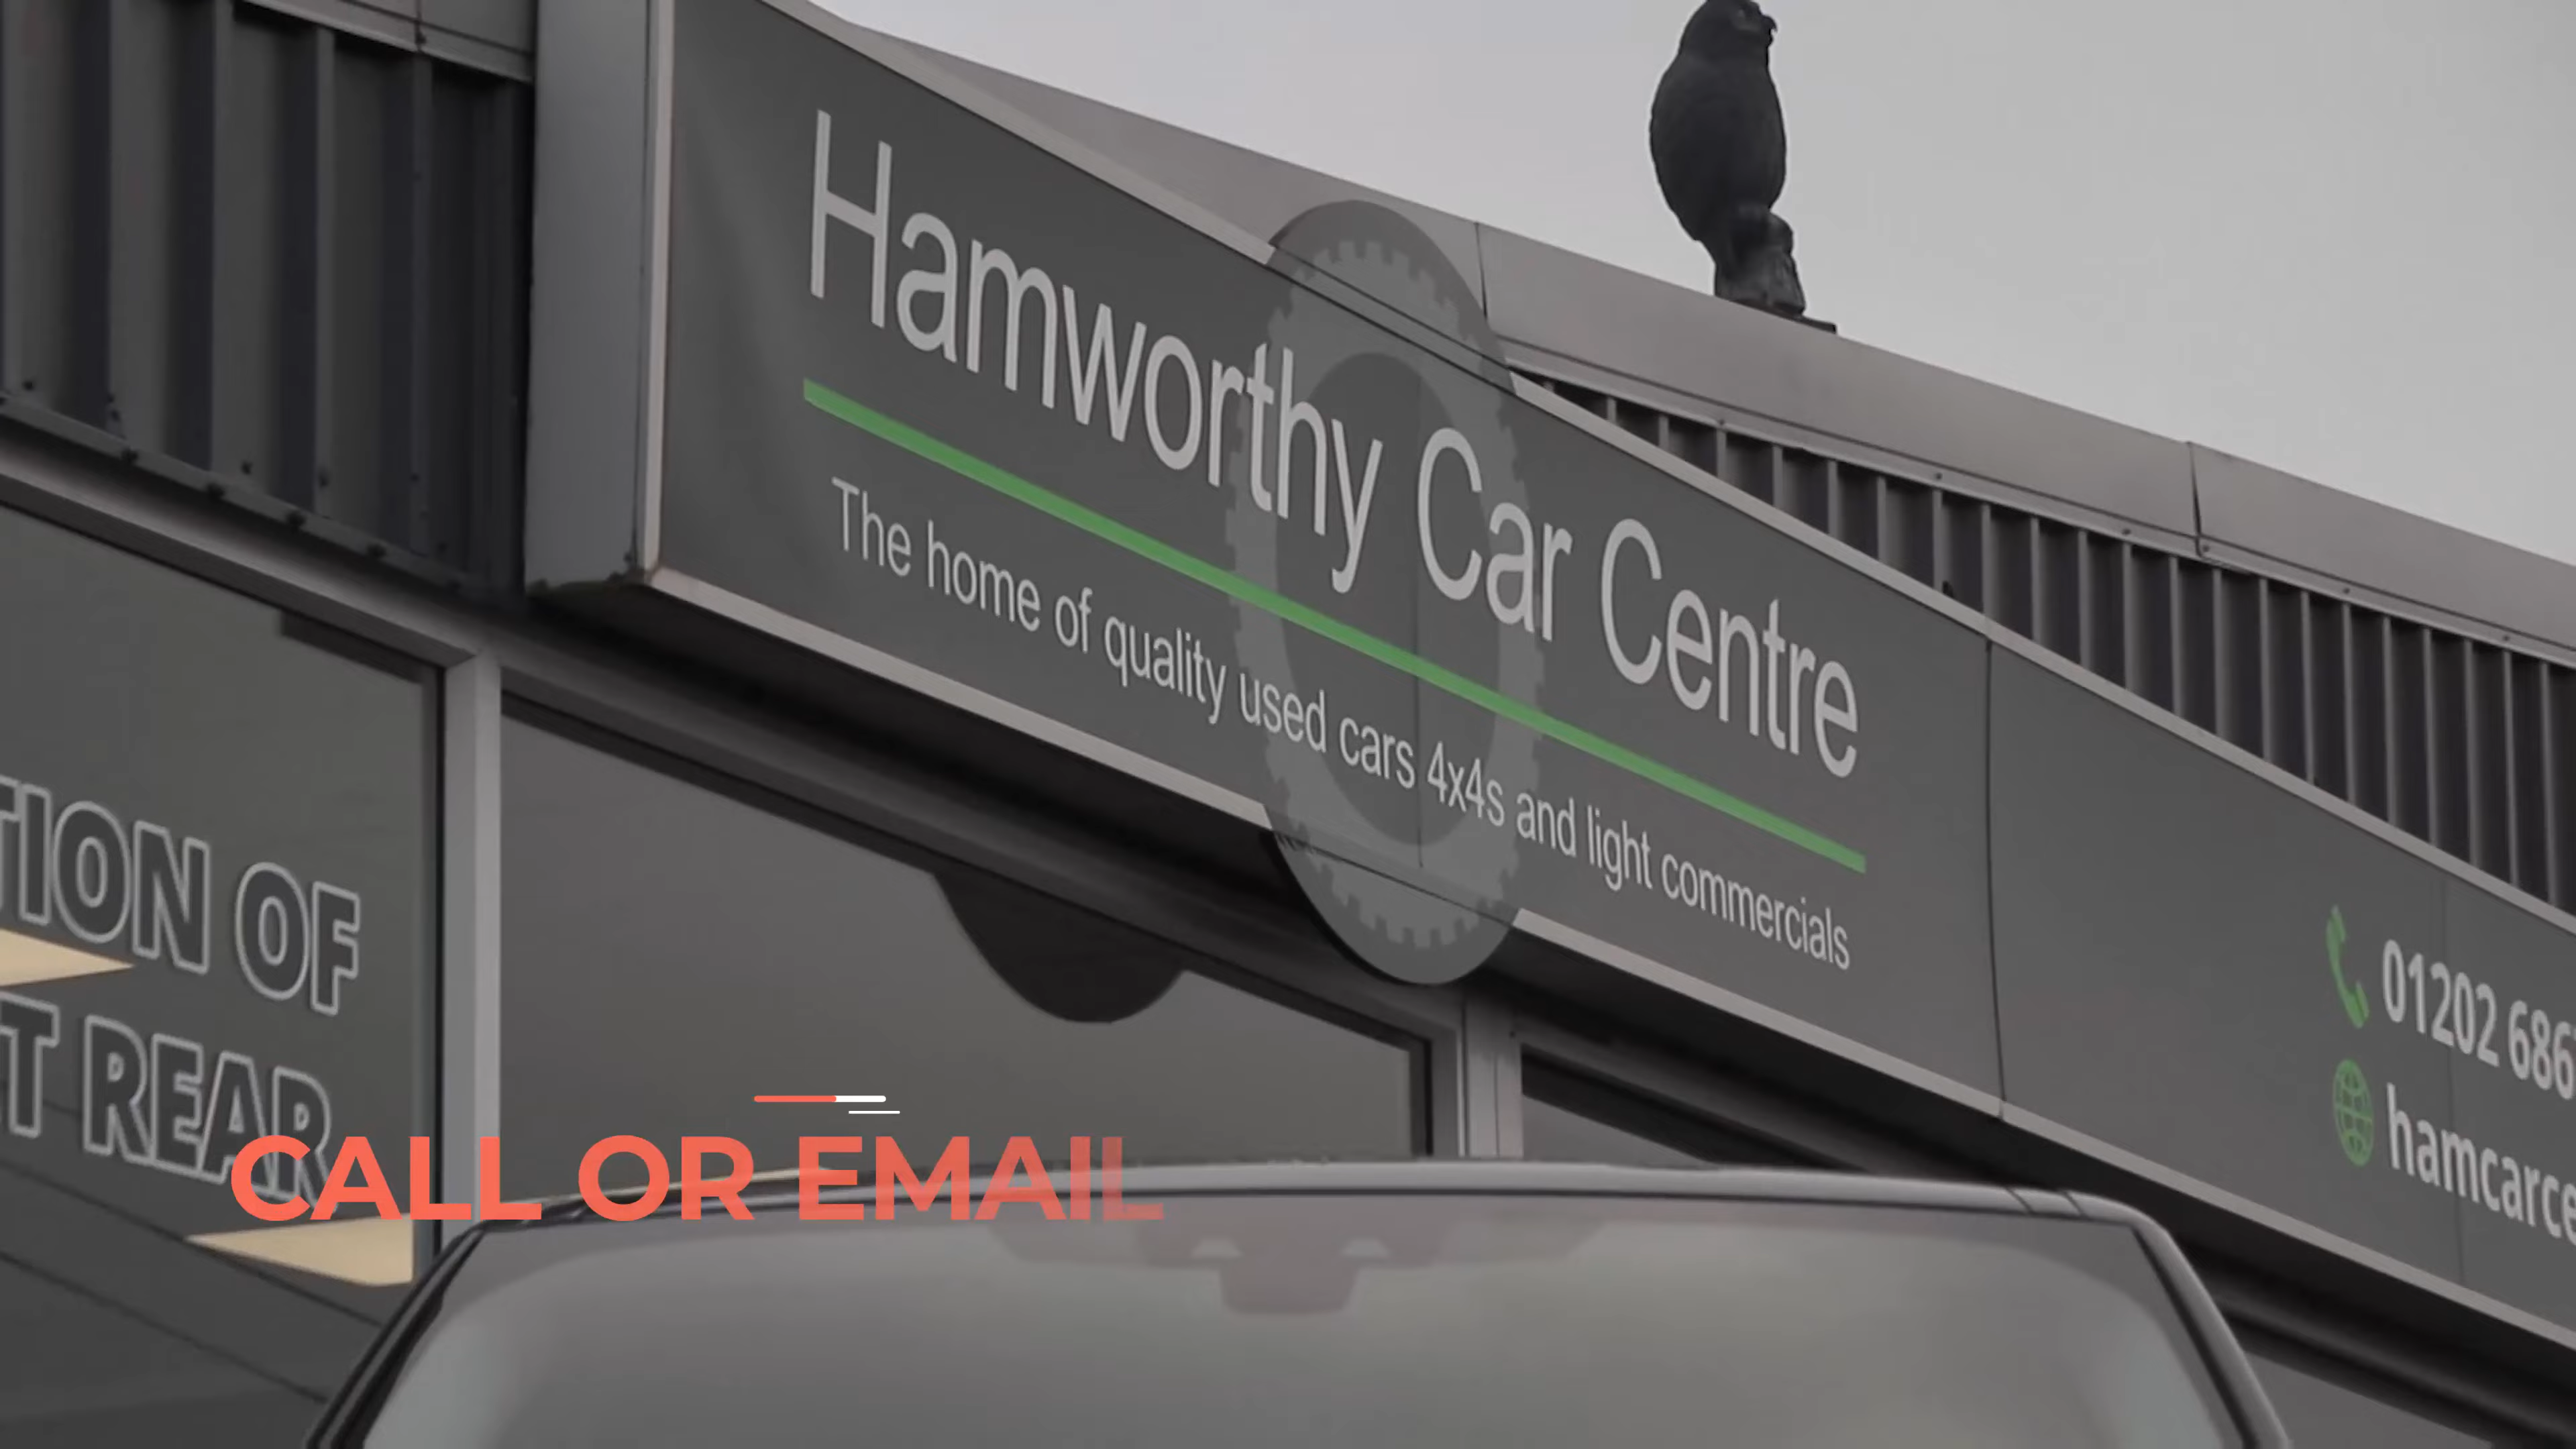 Hamworthy Car Centre
The home of quality used cars 4x4s and light commercials
01202 686
hamcarce
TION OF
T REAR
CALL OR EMAIL